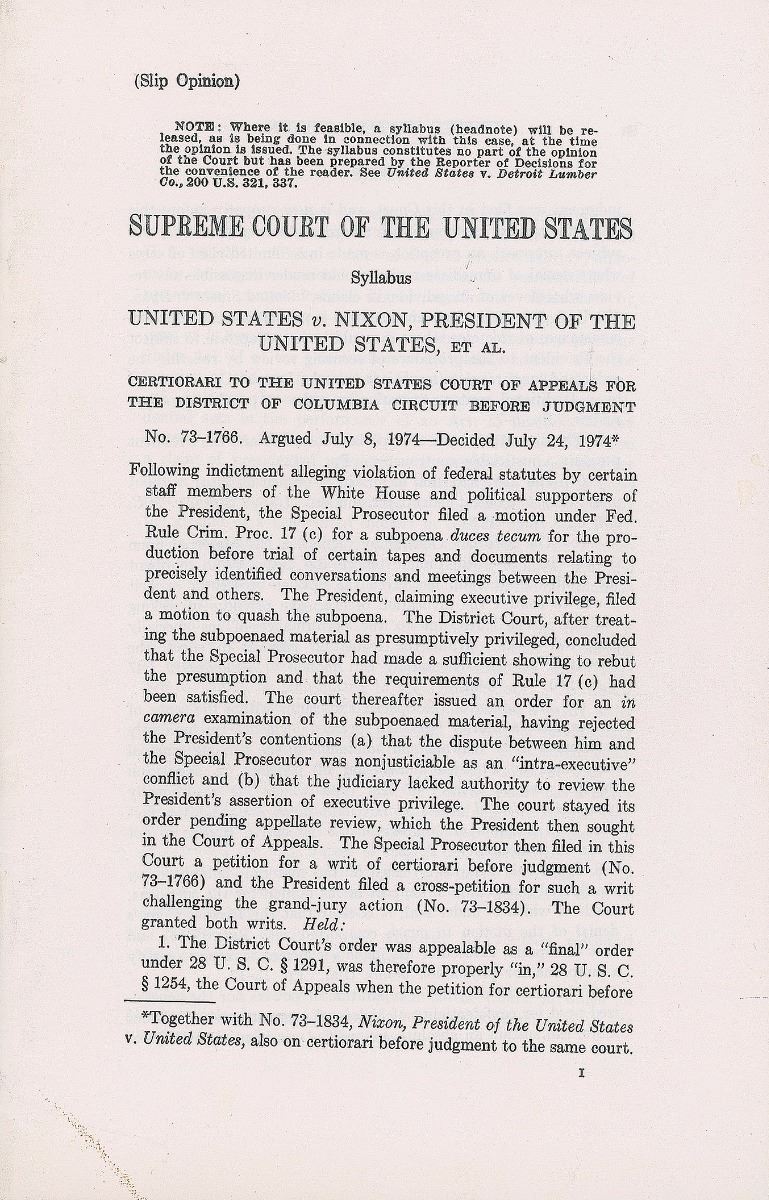 (Slip Opinion)
NOTE: Where it is feasible, a syllabus (headnote) will be re-
leased, as is being done in connection with this case, at the time
the opinion is issued. The syllabus constitutes no part of the opinion
of the Court but has been prepared by the Reporter of Decisions for
the convenience of the reader. See United States v. Detroit Lumber
Co., 200 U.S. 321, 337.
SUPREME COURT OF THE UNITED STATES
Syllabus
UNITED STATES v. NIXON, PRESIDENT OF THE
UNITED STATES, ET AL.
CERTIORARI TO THE UNITED STATES COURT OF APPEALS FOR
THE DISTRICT OF COLUMBIA CIRCUIT BEFORE JUDGMENT
No. 73–1766. Argued July 8, 1974—Decided July 24, 1974*
Following indictment alleging violation of federal statutes by certain
staff members of the White House and political supporters of
the President, the Special Prosecutor filed a motion under Fed.
Rule Crim. Proc. 17 (c) for a subpoena duces tecum for the pro-
duction before trial of certain tapes and documents relating to
precisely identified conversations and meetings between the Presi-
dent and others. The President, claiming executive privilege, filed
a motion to quash the subpoena. The District Court, after treat-
ing the subpoenaed material as presumptively privileged, concluded
that the Special Prosecutor had made a sufficient showing to rebut
the presumption and that the requirements of Rule 17 (c) had
been satisfied. The court thereafter issued an order for an in
camera examination of the subpoenaed material, having rejected
the President's contentions (a) that the dispute between him and
the Special Prosecutor was nonjusticiable as an "intra-executive"
conflict and (b) that the judiciary lacked authority to review the
President's assertion of executive privilege. The court stayed its
order pending appellate review, which the President then sought
in the Court of Appeals. The Special Prosecutor then filed in this
Court a petition for a writ of certiorari before judgment (No.
73–1766) and the President filed a cross-petition for such a writ
challenging the grand-jury action (No. 73–1834). The Court
granted both writs. Held:
1. The District Court's order was appealable as a "final" order
under 28 U. S. C. § 1291, was therefore properly "in," 28 U. S. C.
§ 1254, the Court of Appeals when the petition for certiorari before
*Together with No. 73–1834, Nixon, President of the United States
v. United States, also on certiorari before judgment to the same court.
I